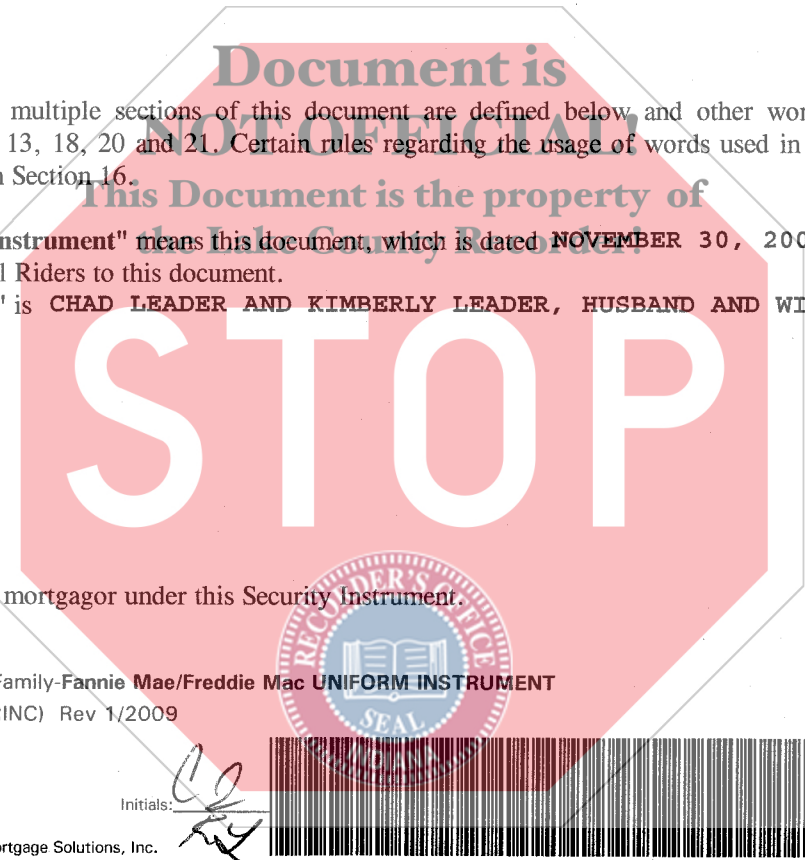 Document is
multiple sections of this document are defined below and other wor
NOT OFFICIAL!
13, 18, 20 and 21. Certain rules regarding the usage of words used in
Section 16.
This Document is the property of
nstrument" means this document, which is dated NOVEMBER 30, 200
the Lake County Recorder!
l Riders to this document.
" is CHAD LEADER AND KIMBERLY LEADER, HUSBAND AND WI
STOP
mortgagor under this Security Instrument.
RECORDER'S OFFICE
SEAL
INDIANA
Family-Fannie Mae/Freddie Mac UNIFORM INSTRUMENT
INC) Rev 1/2009
Initials:
ortgage Solutions, Inc.